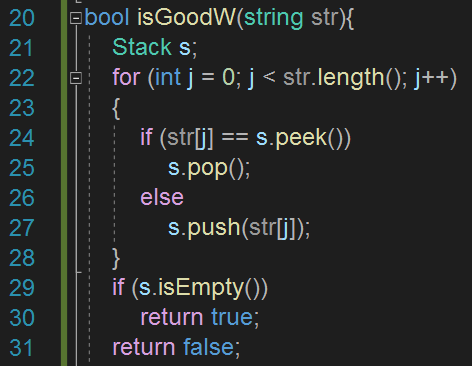 20 bool isGoodW(string str){
21 Stack s;
22 for (int j = 0; j < str.length(); j++)
23 {
24 if (str[j] == s.peek())
25 s.pop();
26 else
27 s.push(str[j]);
28 }
29 if (s.isEmpty())
30 return true;
31 return false;